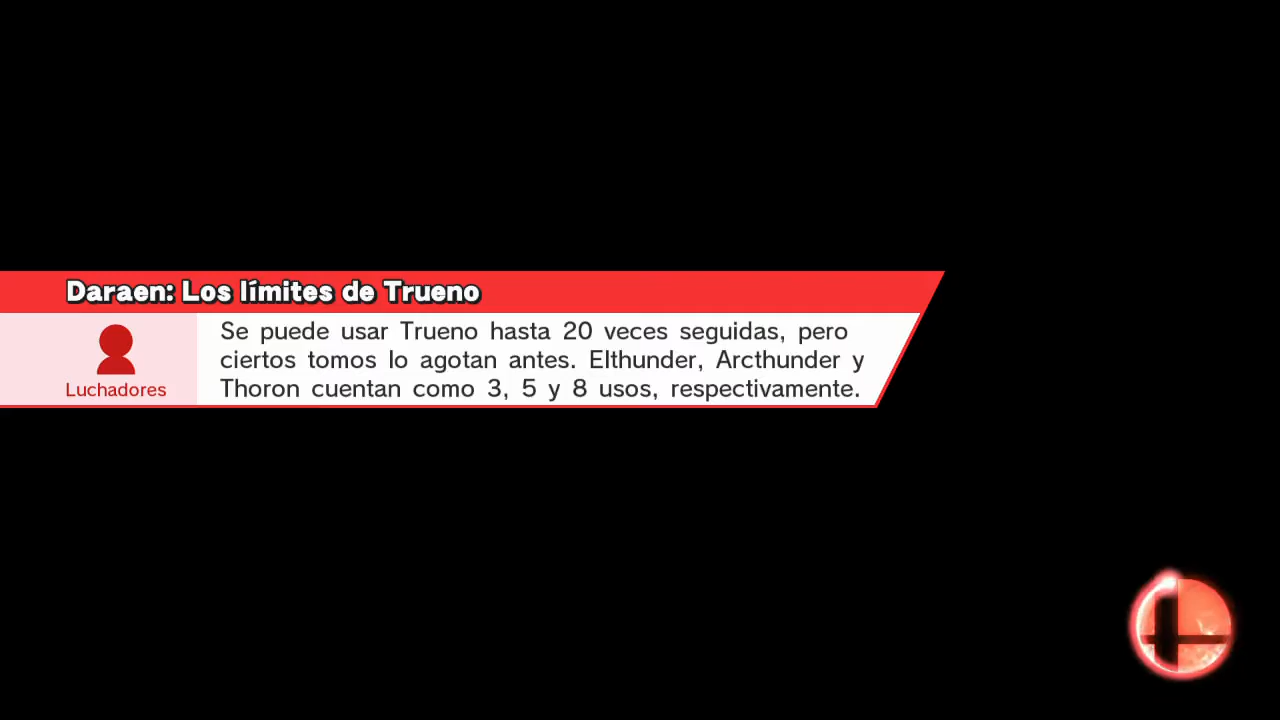 Daraen: Los límites de Trueno
Luchadores
Se puede usar Trueno hasta 20 veces seguidas, pero
ciertos tomos lo agotan antes. Elthunder, Arcthunder y
Thoron cuentan como 3, 5 y 8 usos, respectivamente.